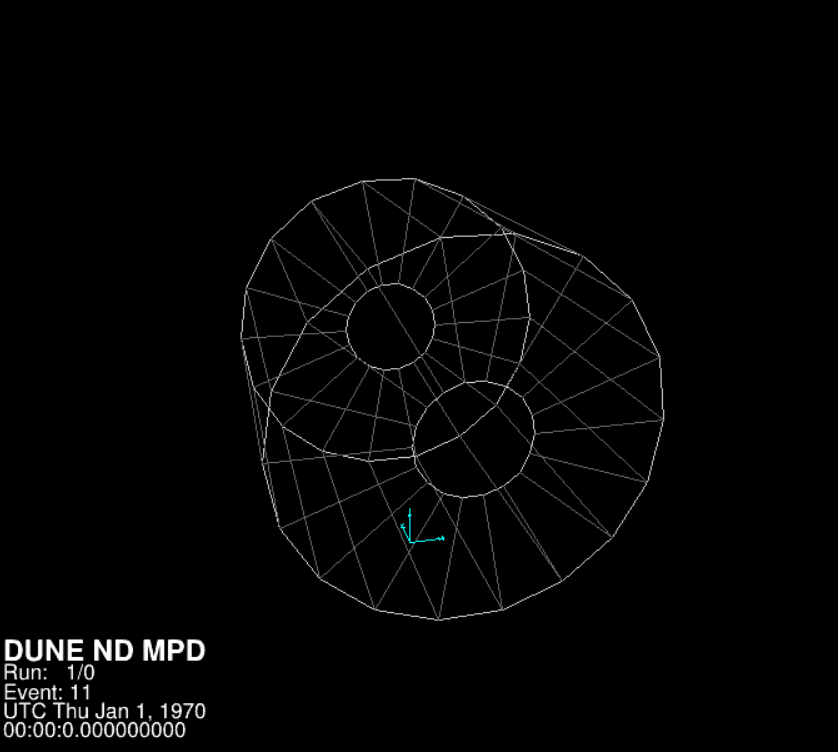 DUNE ND MPD
Run: 1/0
Event: 11
UTC Thu Jan 1, 1970
00:00:0.000000000